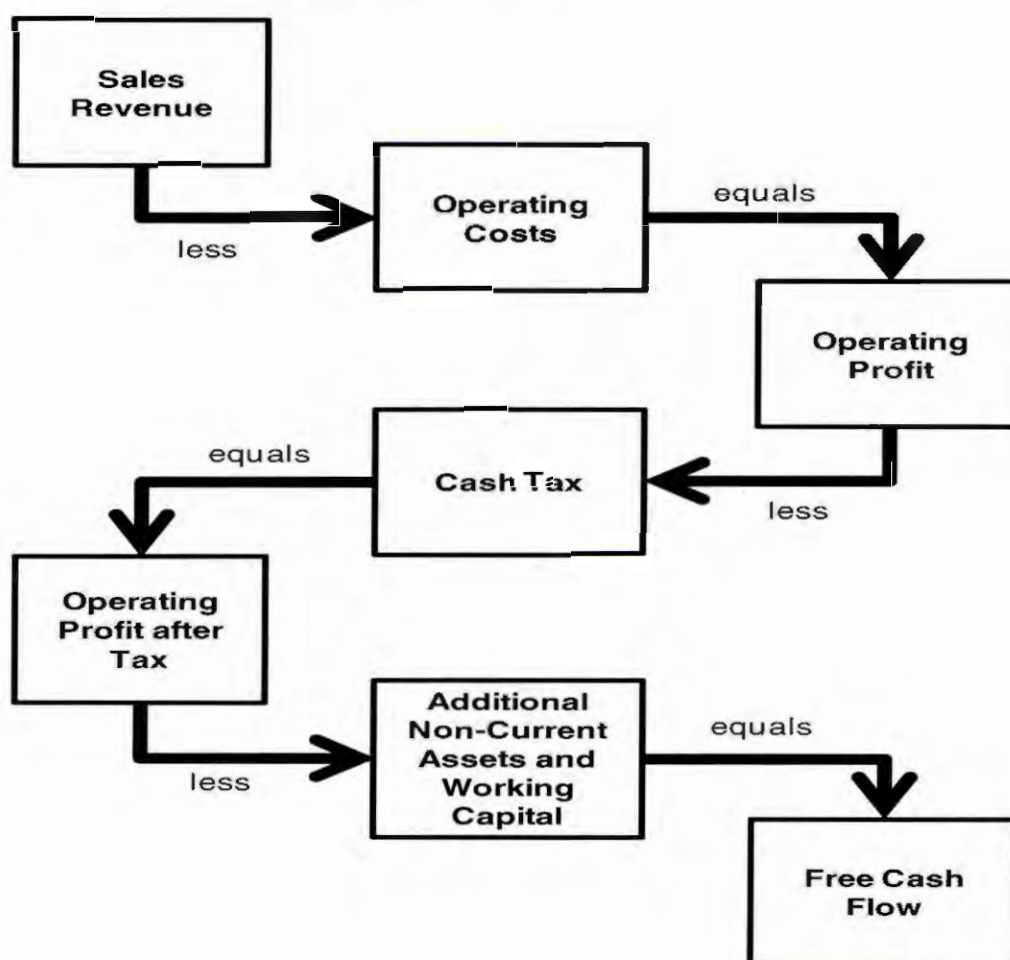 Sales
Revenue
less
Operating
Costs
equals
Operating
Profit
less
Cash Tax
equals
Operating
Profit after
Tax
less
Additional
Non-Current
Assets and
Working
Capital
equals
Free Cash
Flow